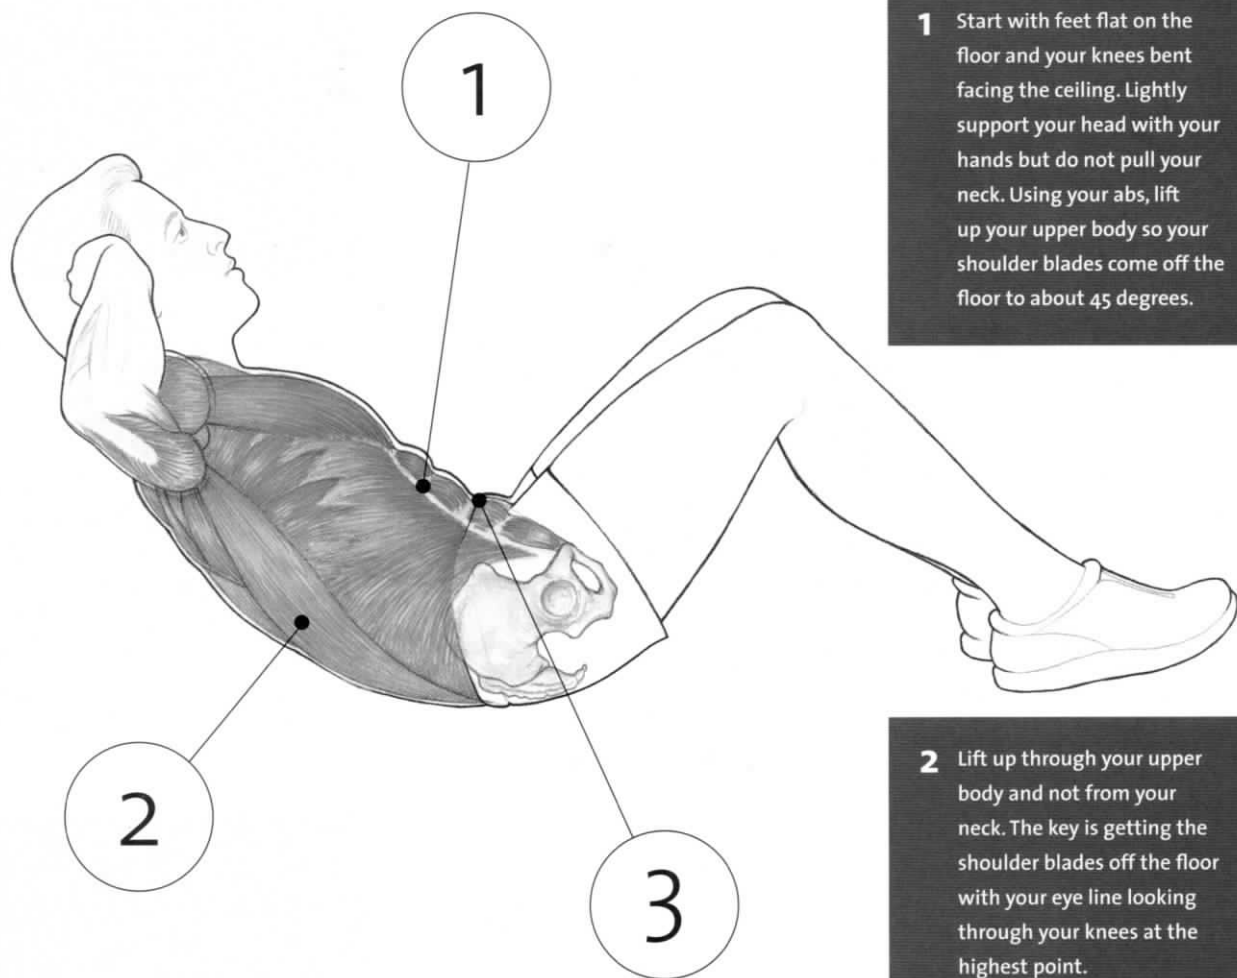 1
1 Start with feet flat on the
floor and your knees bent
facing the ceiling. Lightly
support your head with your
hands but do not pull your
neck. Using your abs, lift
up your upper body so your
shoulder blades come off the
floor to about 45 degrees.
2
3
2 Lift up through your upper
body and not from your
neck. The key is getting the
shoulder blades off the floor
with your eye line looking
through your knees at the
highest point.